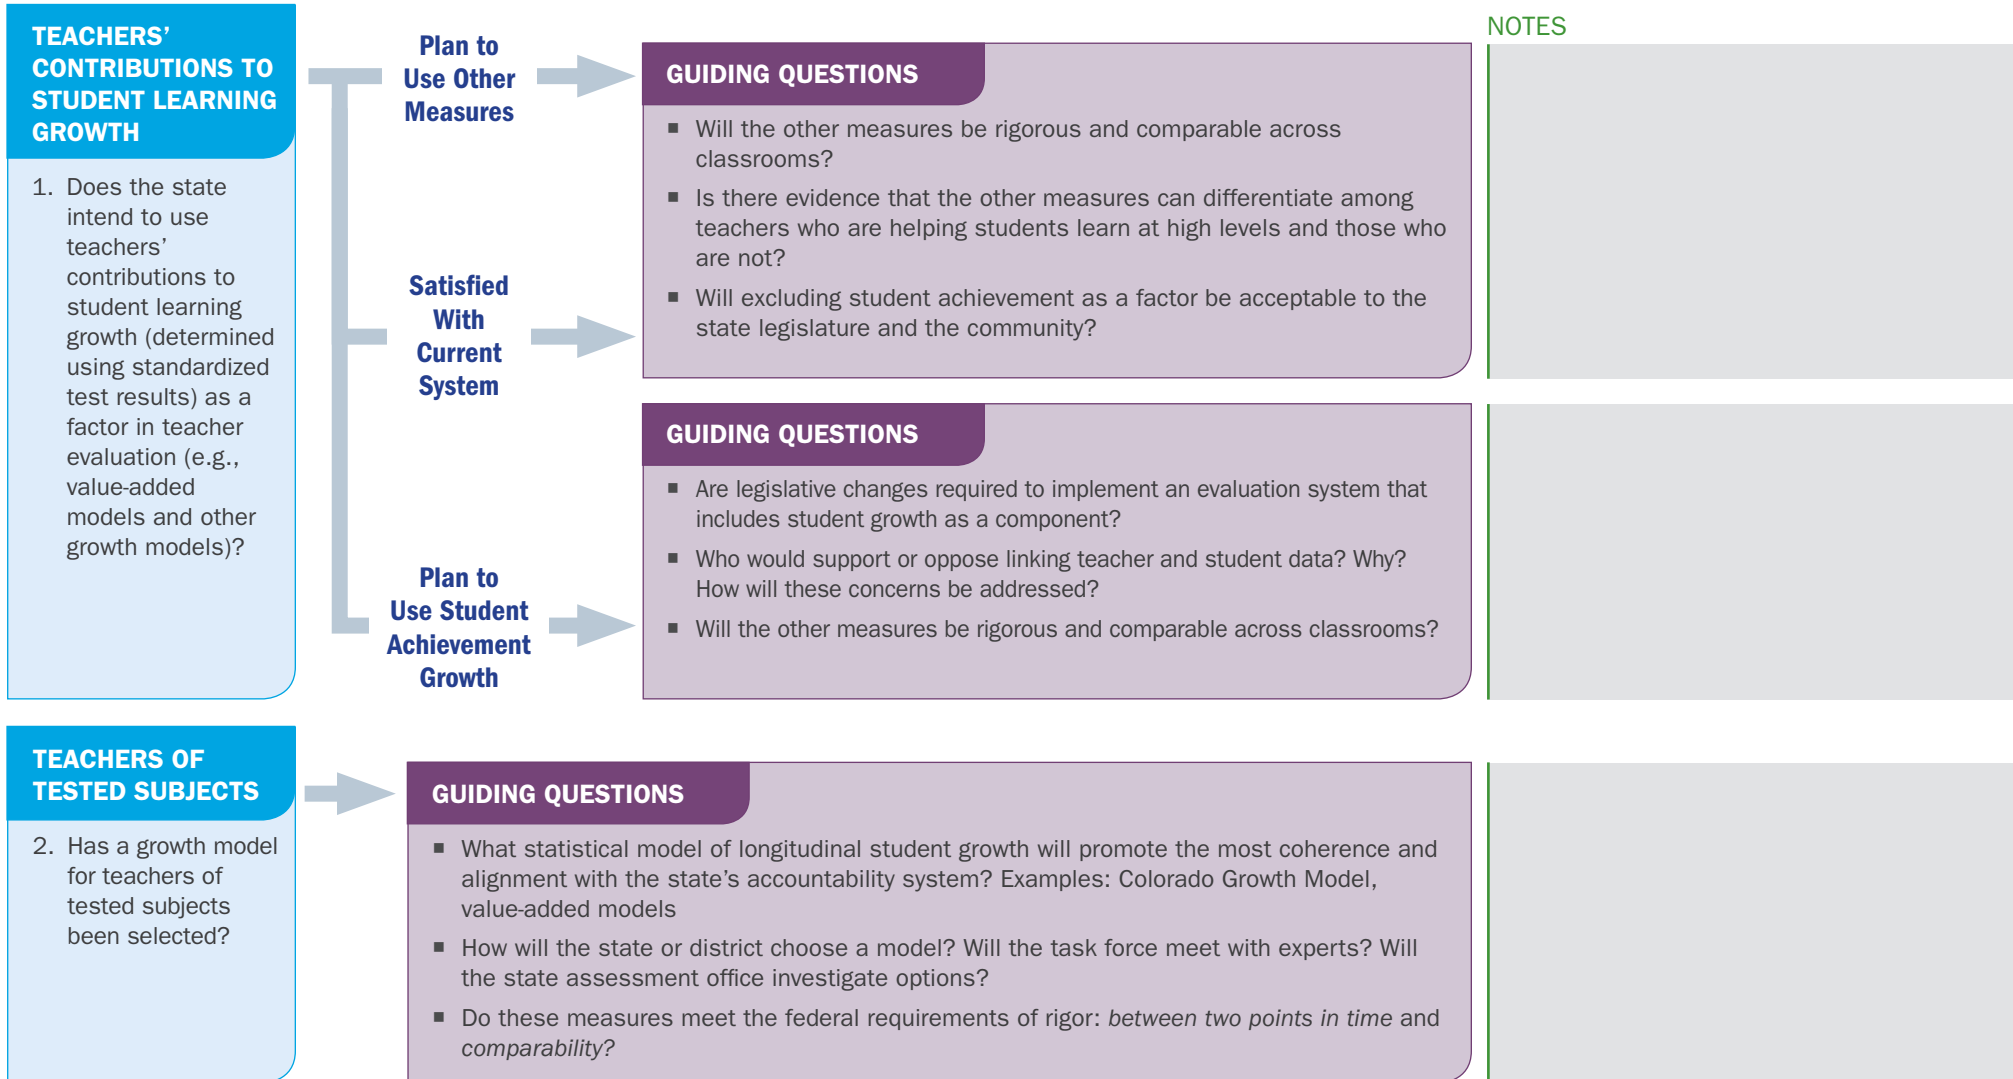 TEACHERS’
CONTRIBUTIONS TO
STUDENT LEARNING
GROWTH
1. Does the state
intend to use
teachers’
contributions to
student learning
growth (determined
using standardized
test results) as a
factor in teacher
evaluation (e.g.,
value-added
models and other
growth models)?
Plan to
Use Other
Measures
Satisfied
With
Current
System
Plan to
Use Student
Achievement
Growth
GUIDING QUESTIONS
■ Will the other measures be rigorous and comparable across
classrooms?
■ Is there evidence that the other measures can differentiate among
teachers who are helping students learn at high levels and those who
are not?
■ Will excluding student achievement as a factor be acceptable to the
state legislature and the community?
GUIDING QUESTIONS
■ Are legislative changes required to implement an evaluation system that
includes student growth as a component?
■ Who would support or oppose linking teacher and student data? Why?
How will these concerns be addressed?
■ Will the other measures be rigorous and comparable across classrooms?
NOTES
TEACHERS OF
TESTED SUBJECTS
2. Has a growth model
for teachers of
tested subjects
been selected?
GUIDING QUESTIONS
■ What statistical model of longitudinal student growth will promote the most coherence and
alignment with the state’s accountability system? Examples: Colorado Growth Model,
value-added models
■ How will the state or district choose a model? Will the task force meet with experts? Will
the state assessment office investigate options?
■ Do these measures meet the federal requirements of rigor: between two points in time and
comparability?